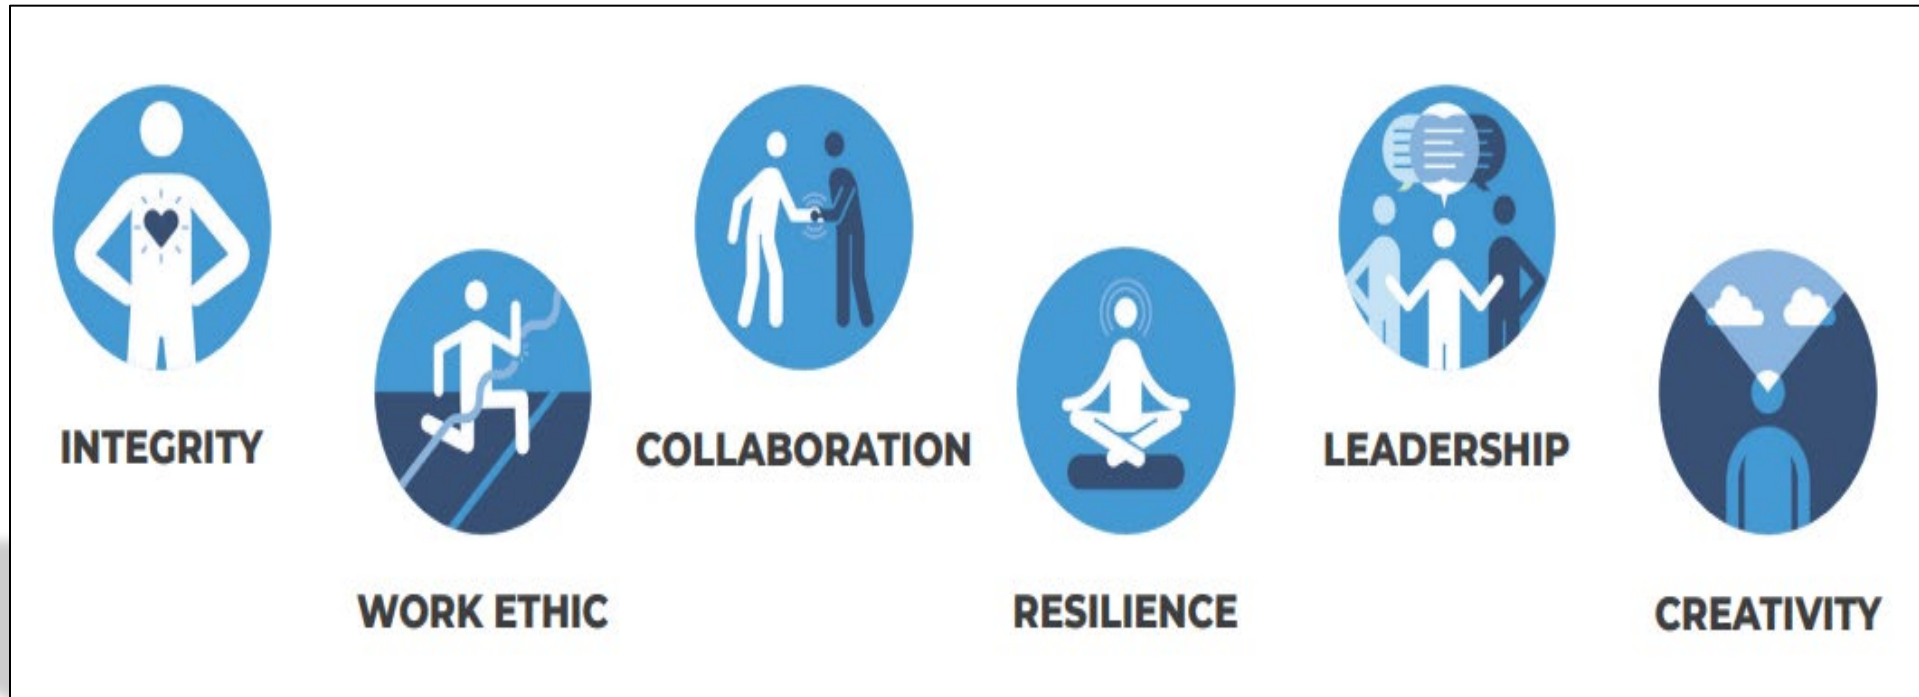 INTEGRITY
WORK ETHIC
COLLABORATION
RESILIENCE
LEADERSHIP
CREATIVITY